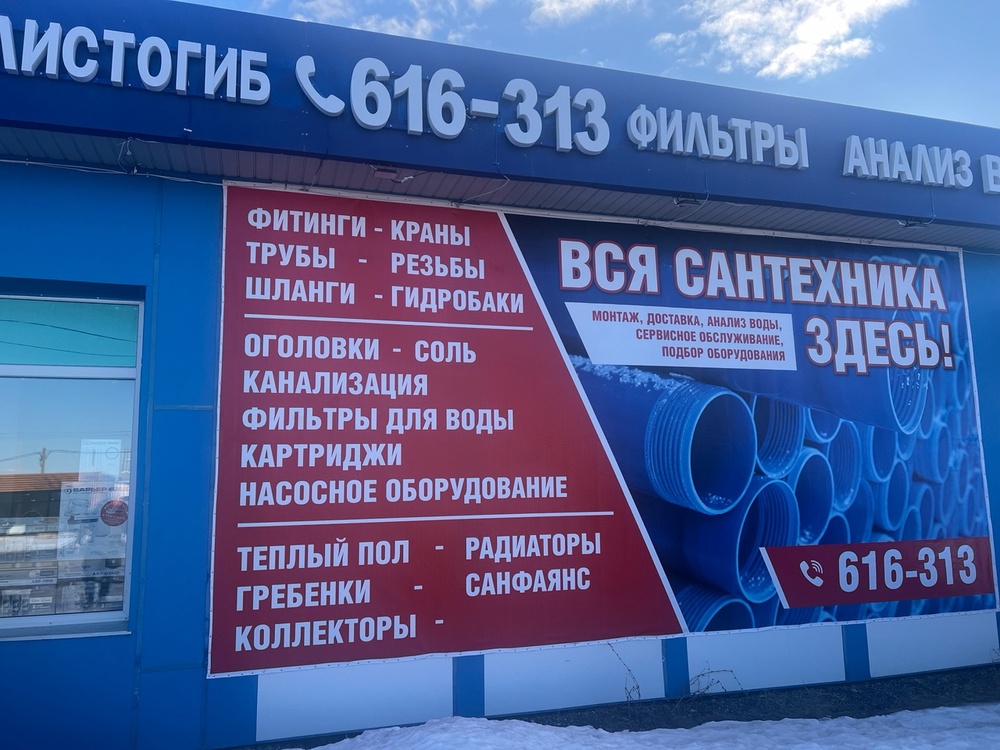 ЛИСТОГИБ 616-313 ФИЛЬТРЫ АНАЛИЗ В
ФИТИНГИ - КРАНЫ
ТРУБЫ - РЕЗЬБЫ
ШЛАНГИ - ГИДРОБАКИ
ОГОЛОВКИ - СОЛЬ
КАНАЛИЗАЦИЯ
ФИЛЬТРЫ ДЛЯ ВОДЫ
КАРТРИДЖИ
НАСОСНОЕ ОБОРУДОВАНИЕ
ТЕПЛЫЙ ПОЛ - РАДИАТОРЫ
ГРЕБЕНКИ - САНФАЯНС
КОЛЛЕКТОРЫ -
ВСЯ САНТЕХНИКА
ЗДЕСЬ!
МОНТАЖ, ДОСТАВКА, АНАЛИЗ ВОДЫ,
СЕРВИСНОЕ ОБСЛУЖИВАНИЕ,
ПОДБОР ОБОРУДОВАНИЯ
616-313
БАРЬЕР